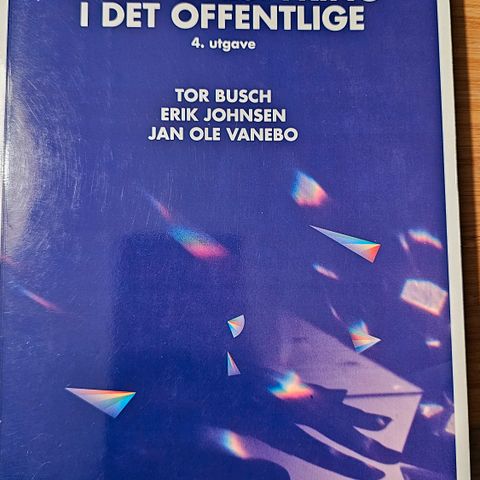 I DET OFFENTLIGE
4. utgave
TOR BUSCH
ERIK JOHNSEN
JAN OLE VANEBO